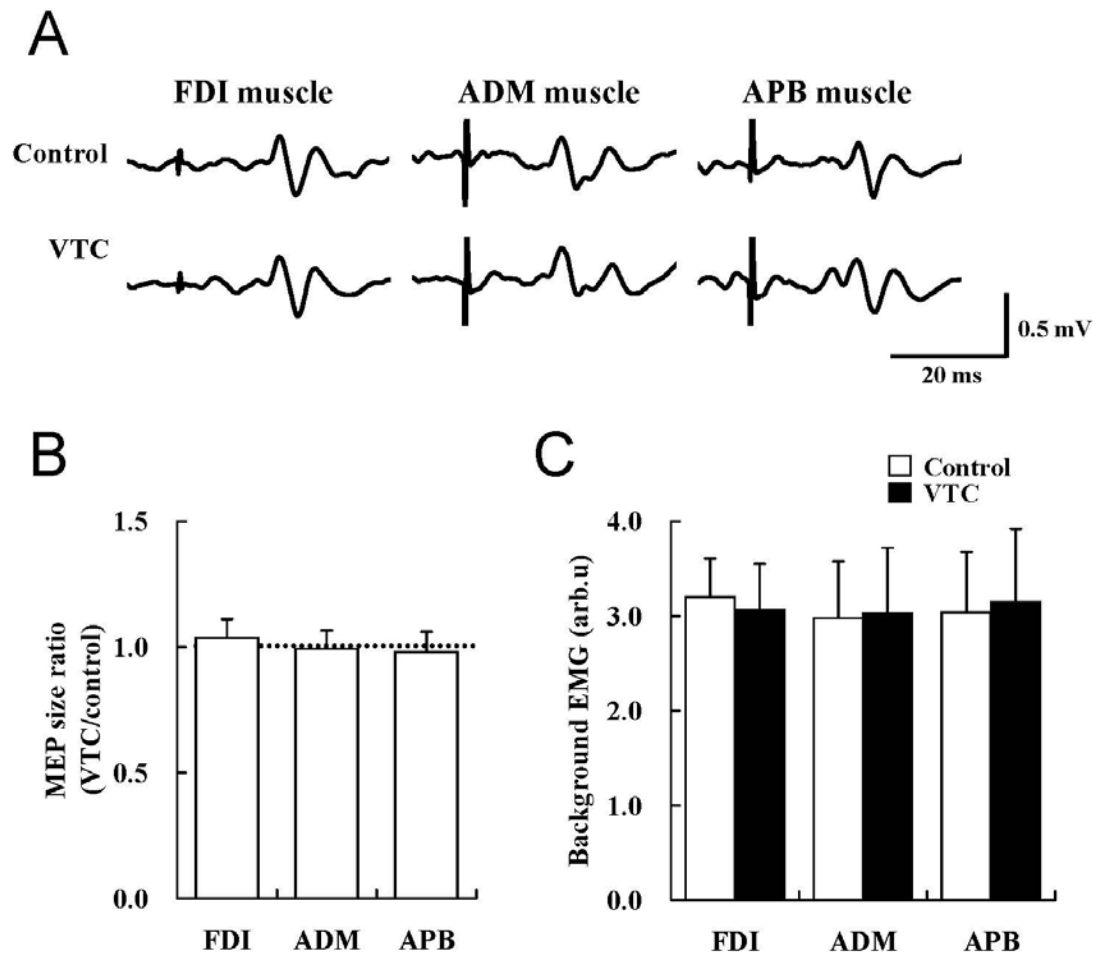 A
FDI muscle ADM muscle APB muscle
Control
VTC
0.5 mV
20 ms
B
MEP size ratio
(VTC/control)
1.5
1.0
0.5
0.0
FDI ADM APB
C
Control
VTC
Background EMG (arb.u)
4.0
3.0
2.0
1.0
0.0
FDI ADM APB